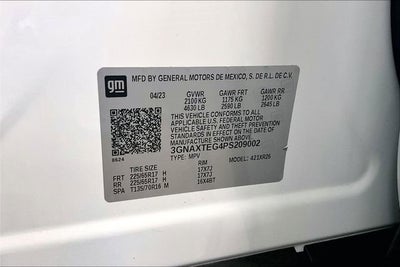 gm
MFD BY GENERAL MOTORS DE MEXICO, S. DE R.L. DE C.V.
04/23 GVWR GAWR FRT GAWR RR
2100 KG 1175 KG 1200 KG
4630 LB 2590 LB 2645 LB
THIS VEHICLE CONFORMS TO ALL
APPLICABLE U.S. FEDERAL MOTOR
VEHICLE SAFETY, BUMPER, AND THEFT PREVENTION
STANDARDS IN EFFECT ON THE DATE OF
MANUFACTURE SHOWN ABOVE.
3GNAXTEG4PS209002
8624
TYPE: MPV MODEL: 421XR26
TIRE SIZE RIM
FRT 225/65R17 H 17X7J
RR 225/65R17 H 17X7J
SPA T135/70R16 M 16X4BT